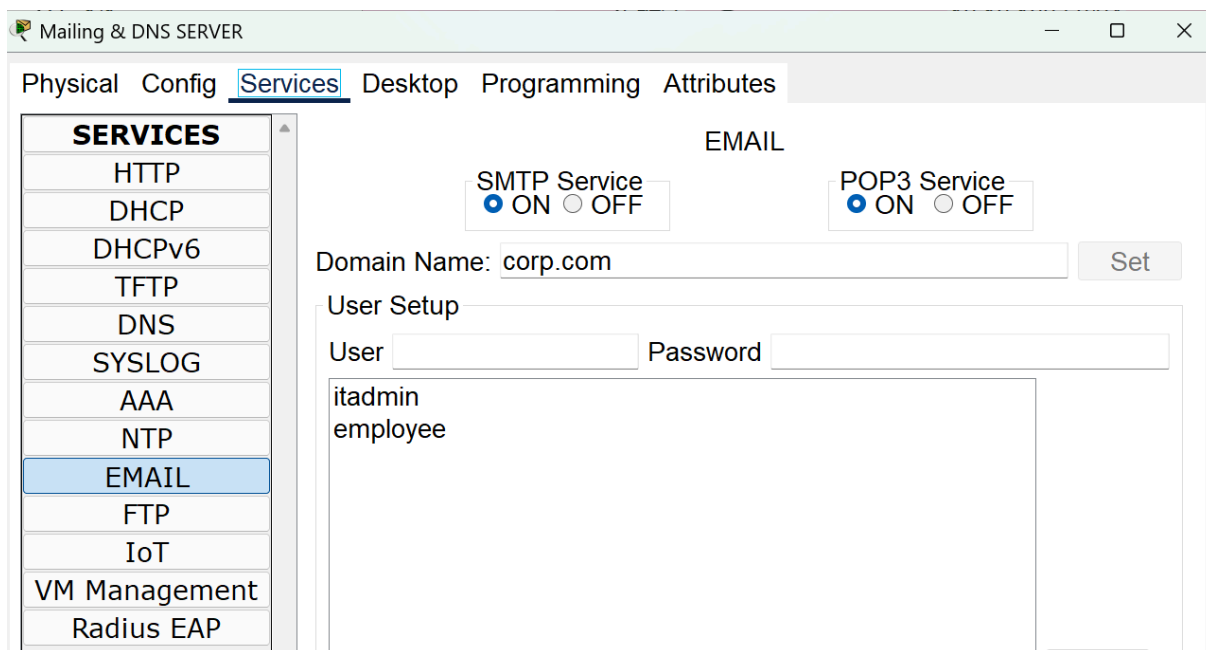 Mailing & DNS SERVER
Physical Config Services Desktop Programming Attributes
SERVICES
HTTP
DHCP
DHCPv6
TFTP
DNS
SYSLOG
AAA
NTP
EMAIL
FTP
IoT
VM Management
Radius EAP
EMAIL
SMTP Service
ON OFF
POP3 Service
ON OFF
Domain Name: corp.com Set
User Setup
User Password
itadmin
employee